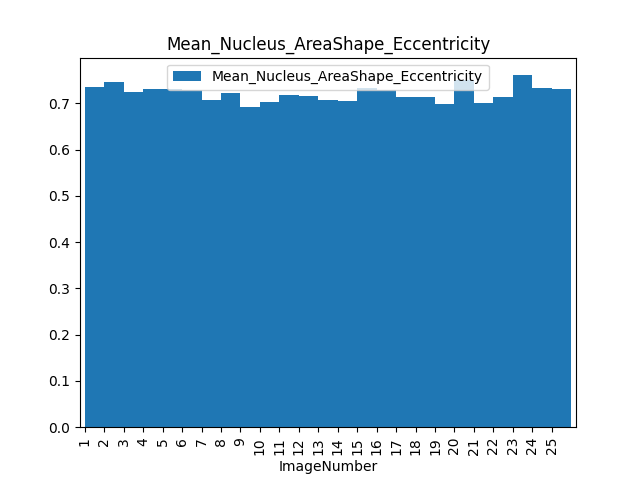 Mean_Nucleus_AreaShape_Eccentricity
Mean_Nucleus_AreaShape_Eccentricity
0.7
0.6
0.5
0.4
0.3
0.2
0.1
0.0
1 2 3 4 5 6 7 8 9 10 11 12 13 14 15 16 17 18 19 20 21 22 23 24 25
ImageNumber